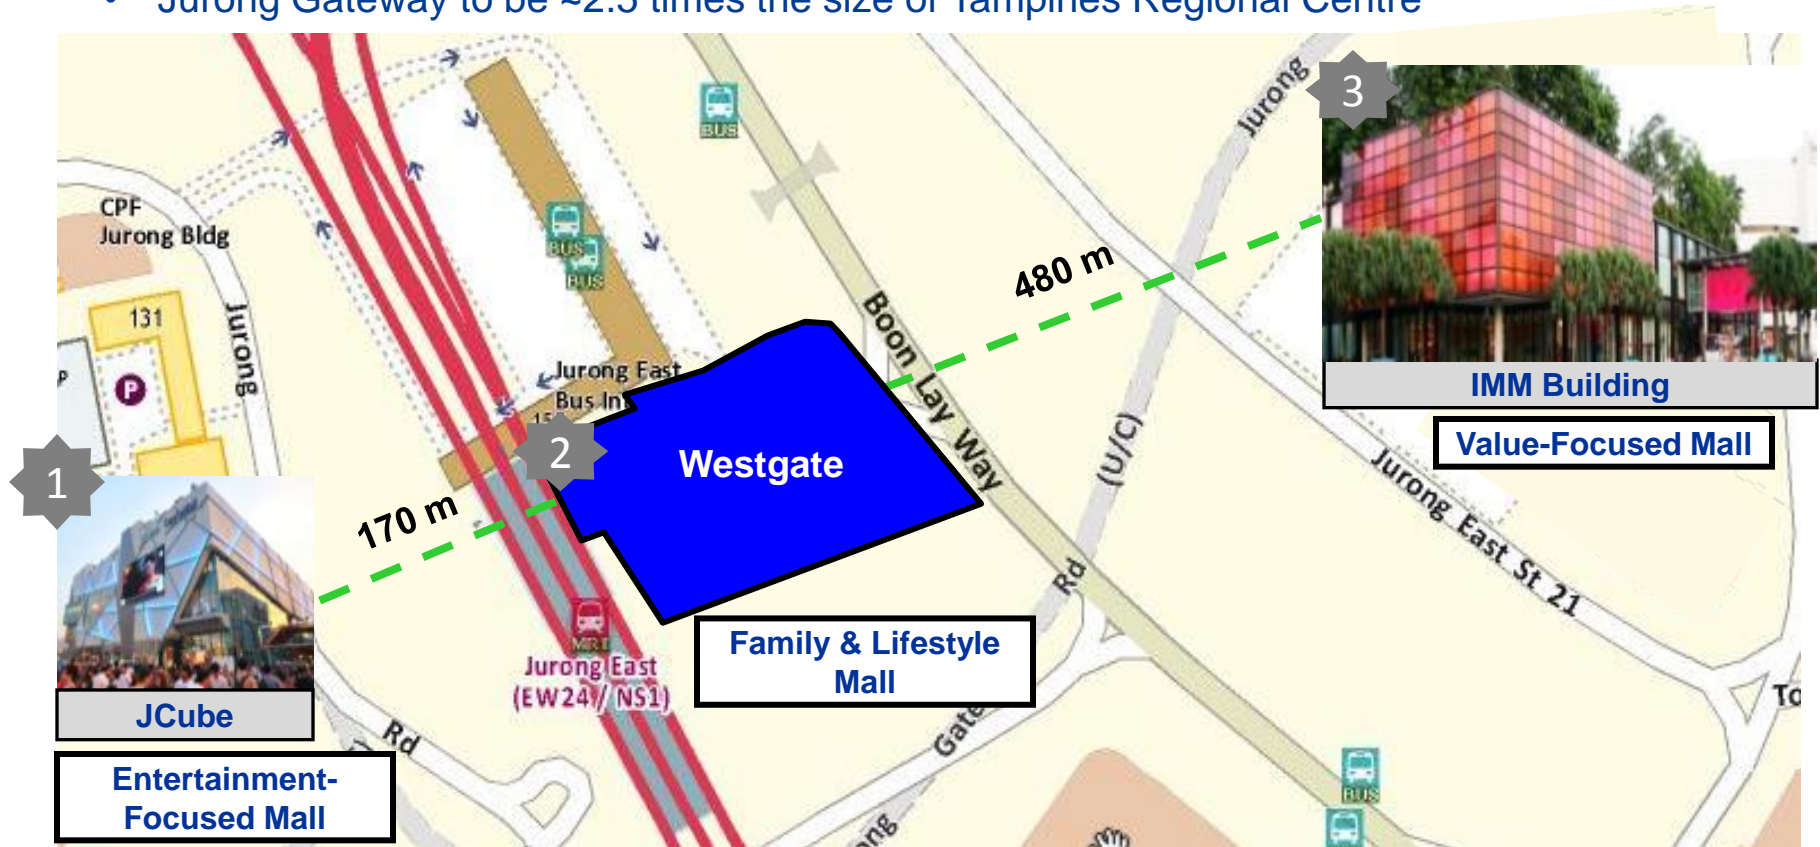 • Jurong Gateway to be ≈2.5 times the size of Tampines Regional Centre
3
Jurong
BUS
CPF
Jurong Bldg
BUS
BUS
480 m
131
Jurong
Boon Lay Way
Jurong East
Bus Int
P
IMM Building
Value-Focused Mall
2
Westgate
(U/C)
1
170 m
Jurong East St 21
Rd
MRT
Jurong East
(EW24 / NS1)
Family & Lifestyle
Mall
JCube
Rd
Entertainment-
Focused Mall
BUS